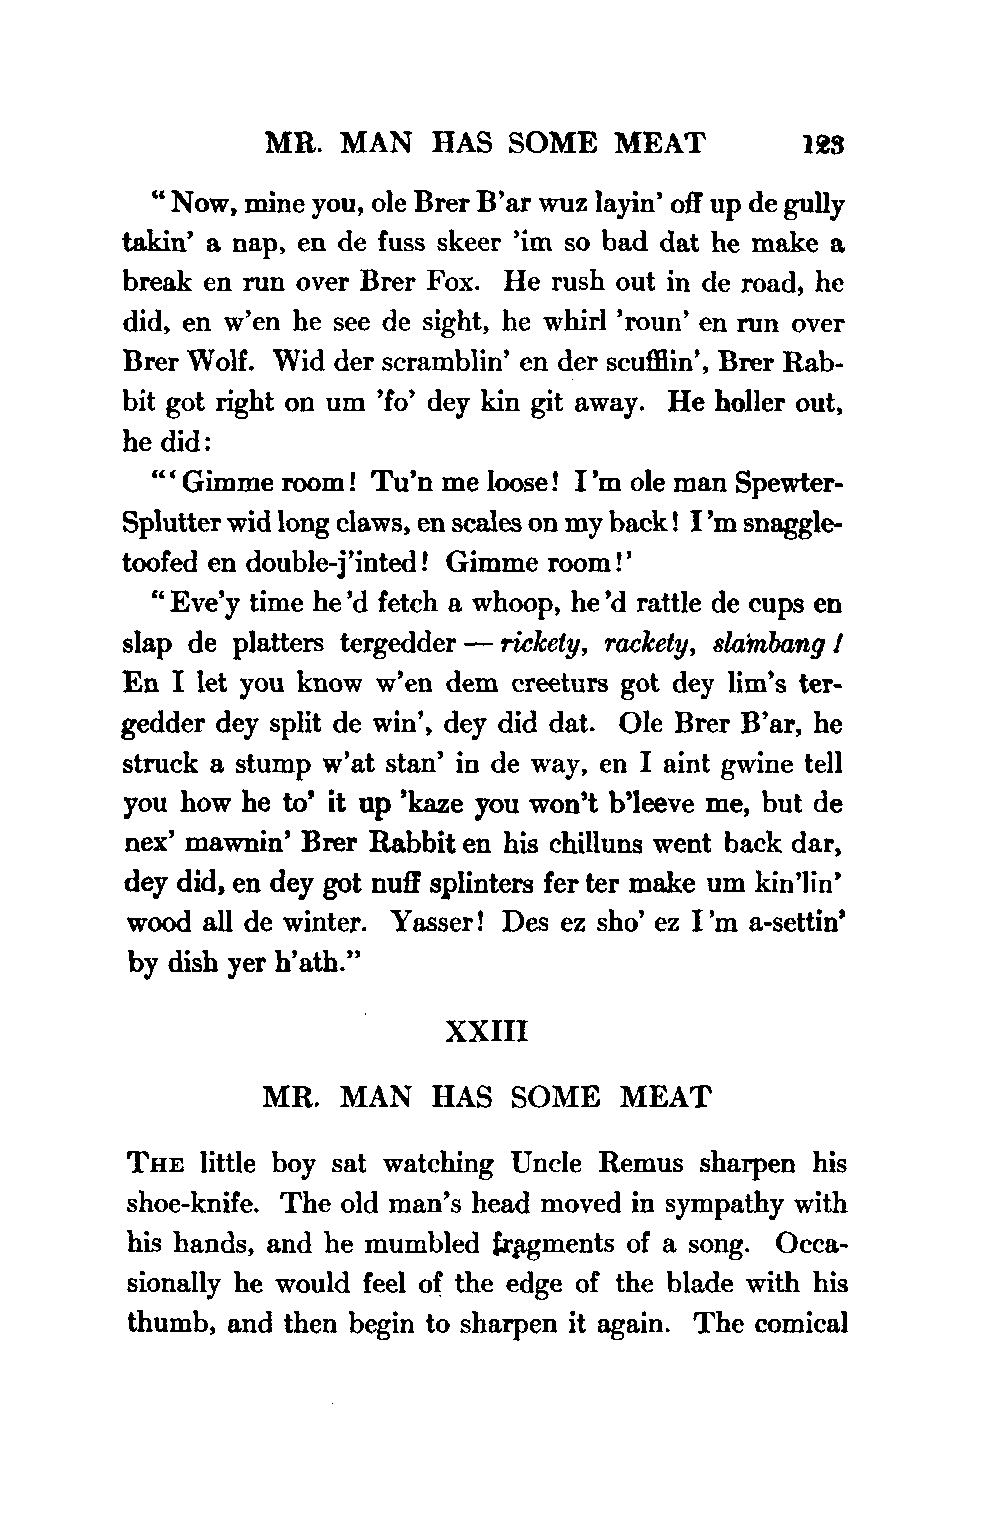 MR. MAN HAS SOME MEAT 123
“Now, mine you, ole Brer B’ar wuz layin’ off up de gully
takin’ a nap, en de fuss skeer ’im so bad dat he make a
break en run over Brer Fox. He rush out in de road, he
did, en w’en he see de sight, he whirl ’roun’ en run over
Brer Wolf. Wid der scramblin’ en der scufflin’, Brer Rab-
bit got right on um ’fo’ dey kin git away. He holler out,
he did:
“‘Gimme room! Tu’n me loose! I’m ole man Spewter-
Splutter wid long claws, en scales on my back! I’m snaggle-
toofed en double-j’inted! Gimme room!’
“Eve’y time he’d fetch a whoop, he’d rattle de cups en
slap de platters tergedder — rickety, rackety, slambang!
En I let you know w’en dem creeturs got dey lim’s ter-
gedder dey split de win’, dey did dat. Ole Brer B’ar, he
struck a stump w’at stan’ in de way, en I aint gwine tell
you how he to’ it up ’kaze you won’t b’leeve me, but de
nex’ mawnin’ Brer Rabbit en his chilluns went back dar,
dey did, en dey got nuff splinters fer ter make um kin’lin’
wood all de winter. Yasser! Des ez sho’ ez I’m a-settin’
by dish yer h’ath.”
XXIII
MR. MAN HAS SOME MEAT
THE little boy sat watching Uncle Remus sharpen his
shoe-knife. The old man’s head moved in sympathy with
his hands, and he mumbled fragments of a song. Occa-
sionally he would feel of the edge of the blade with his
thumb, and then begin to sharpen it again. The comical